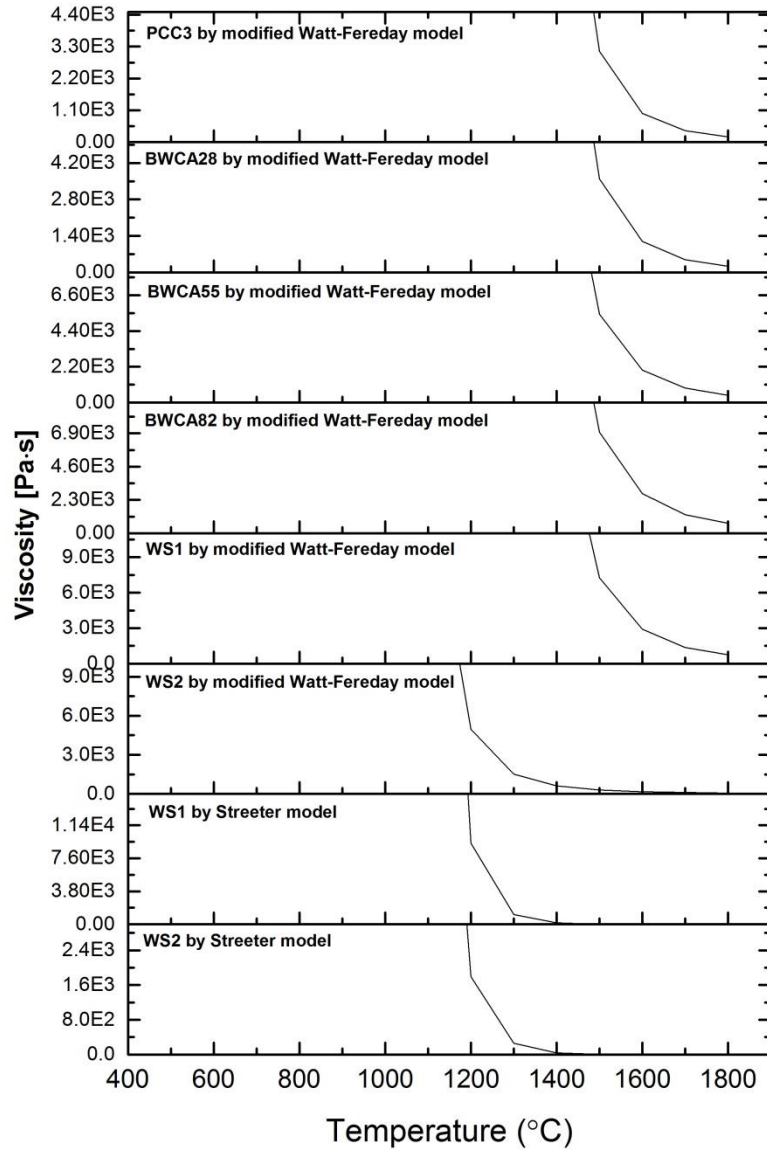 4.40E3
PCC3 by modified Watt-Fereday model
3.30E3
2.20E3
1.10E3
0.00
BWCA28 by modified Watt-Fereday model
4.20E3
2.80E3
1.40E3
0.00
BWCA55 by modified Watt-Fereday model
6.60E3
4.40E3
2.20E3
0.00
BWCA82 by modified Watt-Fereday model
6.90E3
4.60E3
2.30E3
0.00
WS1 by modified Watt-Fereday model
9.0E3
6.0E3
3.0E3
0.0
WS2 by modified Watt-Fereday model
9.0E3
6.0E3
3.0E3
0.0
WS1 by Streeter model
1.14E4
7.60E3
3.80E3
0.00
WS2 by Streeter model
2.4E3
1.6E3
8.0E2
0.0
Viscosity [Pa·s]
400 600 800 1000 1200 1400 1600 1800
Temperature (°C)